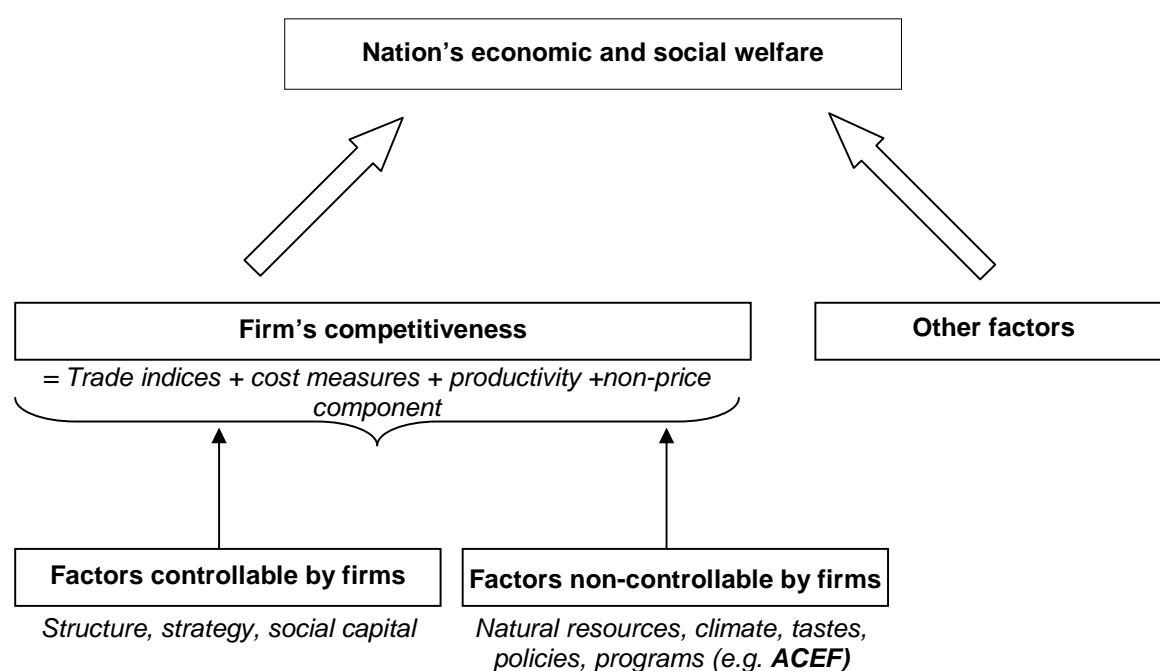 Nation’s economic and social welfare
Firm’s competitiveness
Other factors
= Trade indices + cost measures + productivity +non-price
component
Factors controllable by firms
Factors non-controllable by firms
Structure, strategy, social capital
Natural resources, climate, tastes,
policies, programs (e.g. ACEF)